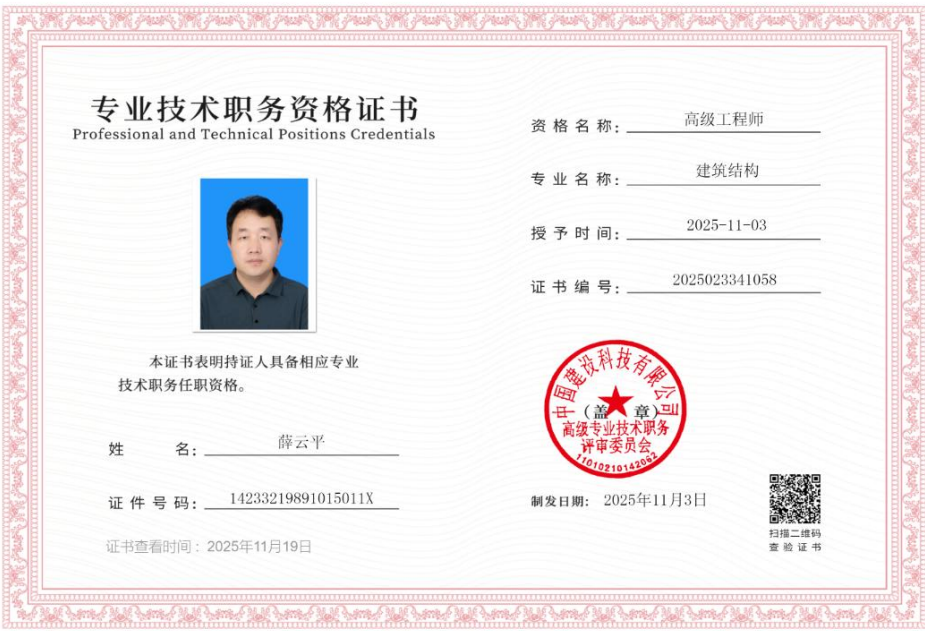 专业技术职务资格证书
Professional and Technical Positions Credentials
本证书表明持证人具备相应专业
技术职务任职资格。
姓 名: 薛云平
证件号码: 14233219891015011X
证书查看时间: 2025年11月19日
资格名称: 高级工程师
专业名称: 建筑结构
授予时间: 2025-11-03
证书编号: 2025023341058
中国建设科技有限公司
(盖 章)
高级专业技术职务
评审委员会
11010210142062
制发日期: 2025年11月3日
扫描二维码
查验证书